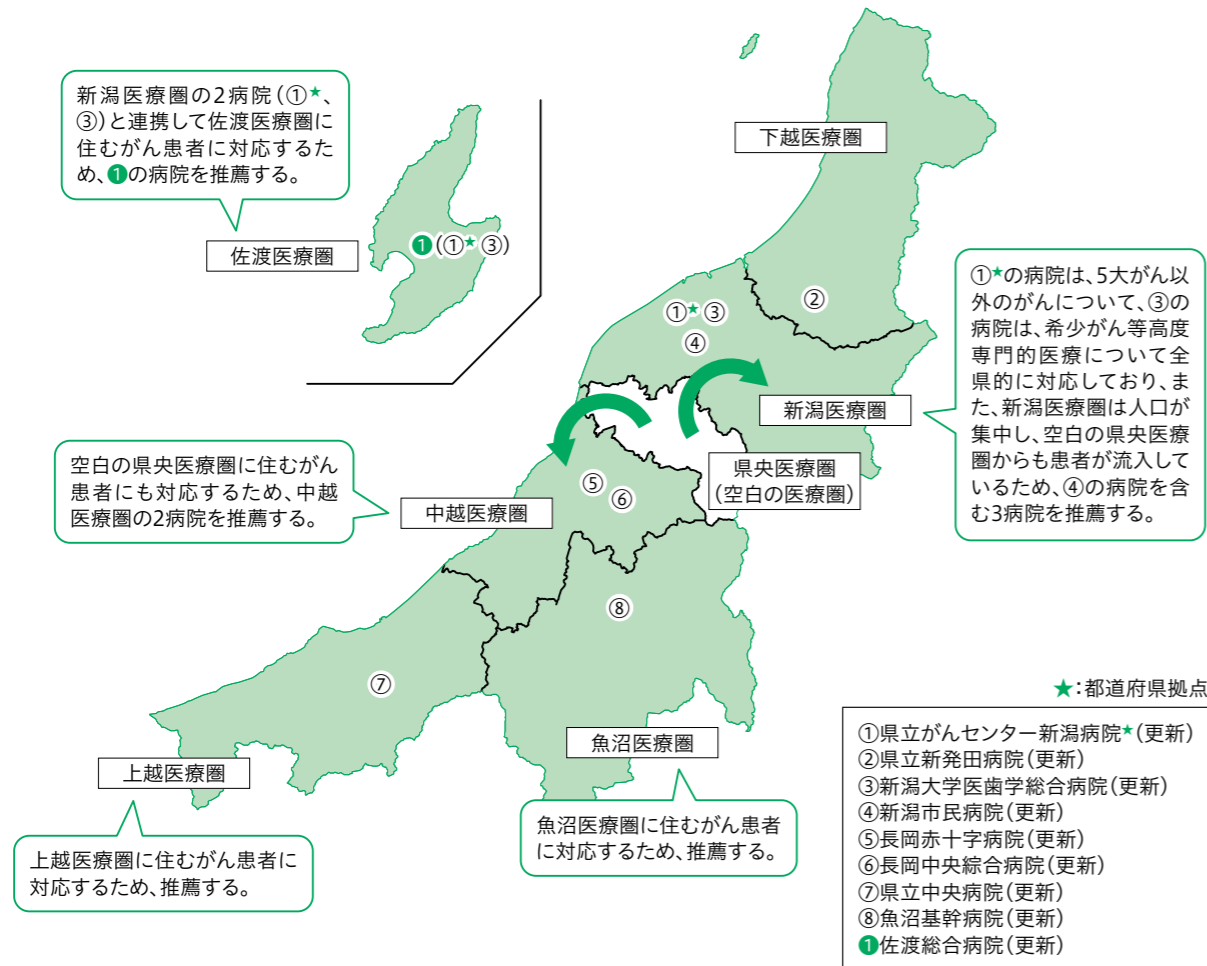 新潟医療圏の2病院(①★、
③)と連携して佐渡医療圏に
住むがん患者に対応するた
め、❶の病院を推薦する。
佐渡医療圏
❶(①★③)
下越医療圏
②
①★③
④
新潟医療圏
①★の病院は、5大がん以
外のがんについて、③の
病院は、希少がん等高度
専門的医療について全
県的に対応しており、ま
た、新潟医療圏は人口が
集中し、空白の県央医療
圏からも患者が流入して
いるため、④の病院を含
む3病院を推薦する。
県央医療圏
(空白の医療圏)
空白の県央医療圏に住むがん
患者にも対応するため、中越
医療圏の2病院を推薦する。
中越医療圏
⑤
⑥
⑧
⑦
上越医療圏
上越医療圏に住むがん患者に
対応するため、推薦する。
魚沼医療圏
魚沼医療圏に住むがん患者
に対応するため、推薦する。
★:都道府県拠点
①県立がんセンター新潟病院★(更新)
②県立新発田病院(更新)
③新潟大学医歯学総合病院(更新)
④新潟市民病院(更新)
⑤長岡赤十字病院(更新)
⑥長岡中央綜合病院(更新)
⑦県立中央病院(更新)
⑧魚沼基幹病院(更新)
❶佐渡総合病院(更新)